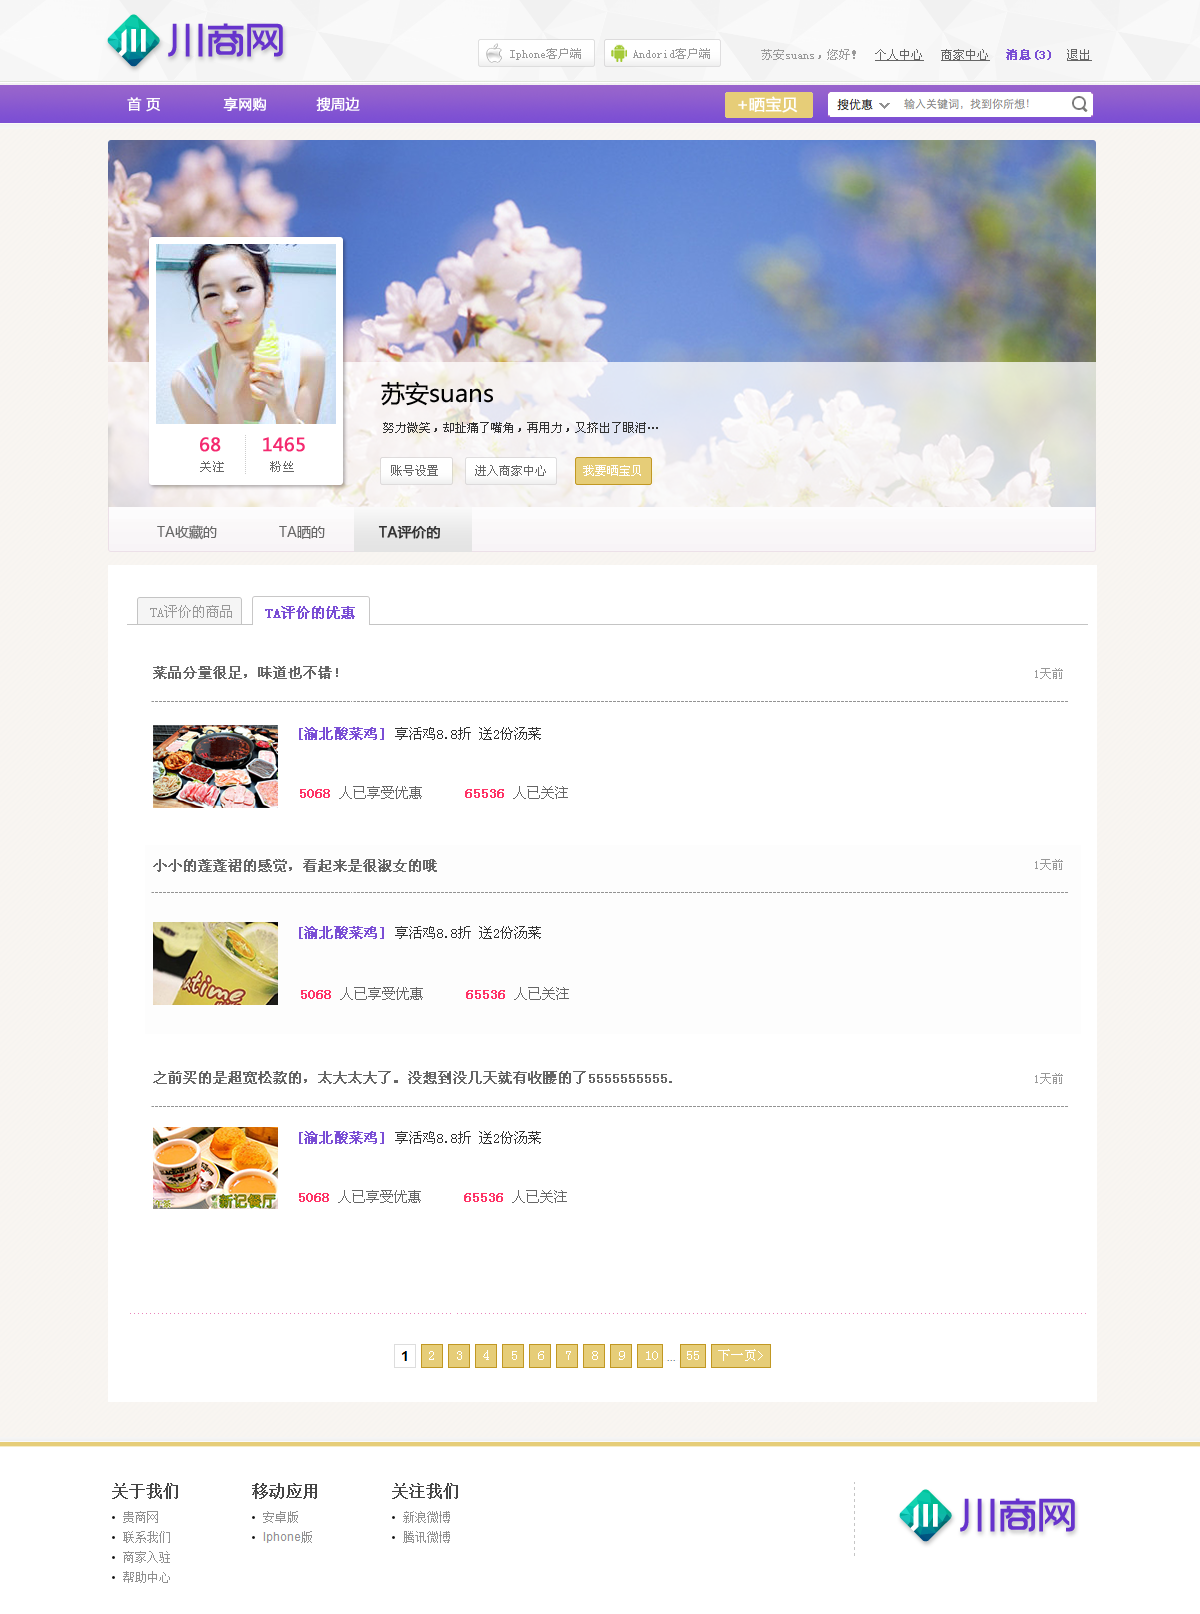 川商网
Iphone客户端 Andorid客户端 苏安suans，您好！ 个人中心 商家中心 消息(3) 退出
首 页 享网购 搜周边 +晒宝贝 搜优惠 输入关键词，找到你所想！
苏安suans
努力微笑，却扯痛了嘴角，再用力，又挤出了眼泪…
68 1465
关注 粉丝
账号设置 进入商家中心 我要晒宝贝
TA收藏的 TA晒的 TA评价的
TA评价的商品 TA评价的优惠
菜品分量很足，味道也不错！ 1天前
[渝北酸菜鸡] 享活鸡8.8折 送2份汤菜
5068 人已享受优惠 65536 人已关注
小小的蓬蓬裙的感觉，看起来是很淑女的哦 1天前
[渝北酸菜鸡] 享活鸡8.8折 送2份汤菜
xtime
5068 人已享受优惠 65536 人已关注
之前买的是超宽松款的，太大太大了。没想到没几天就有收腰的了5555555555. 1天前
[渝北酸菜鸡] 享活鸡8.8折 送2份汤菜
5068 人已享受优惠 65536 人已关注
新记餐厅
1 2 3 4 5 6 7 8 9 10 ... 55 下一页>
关于我们 移动应用 关注我们
• 贵商网 • 安卓版 • 新浪微博
• 联系我们 • Iphone版 • 腾讯微博
• 商家入驻
• 帮助中心
川商网